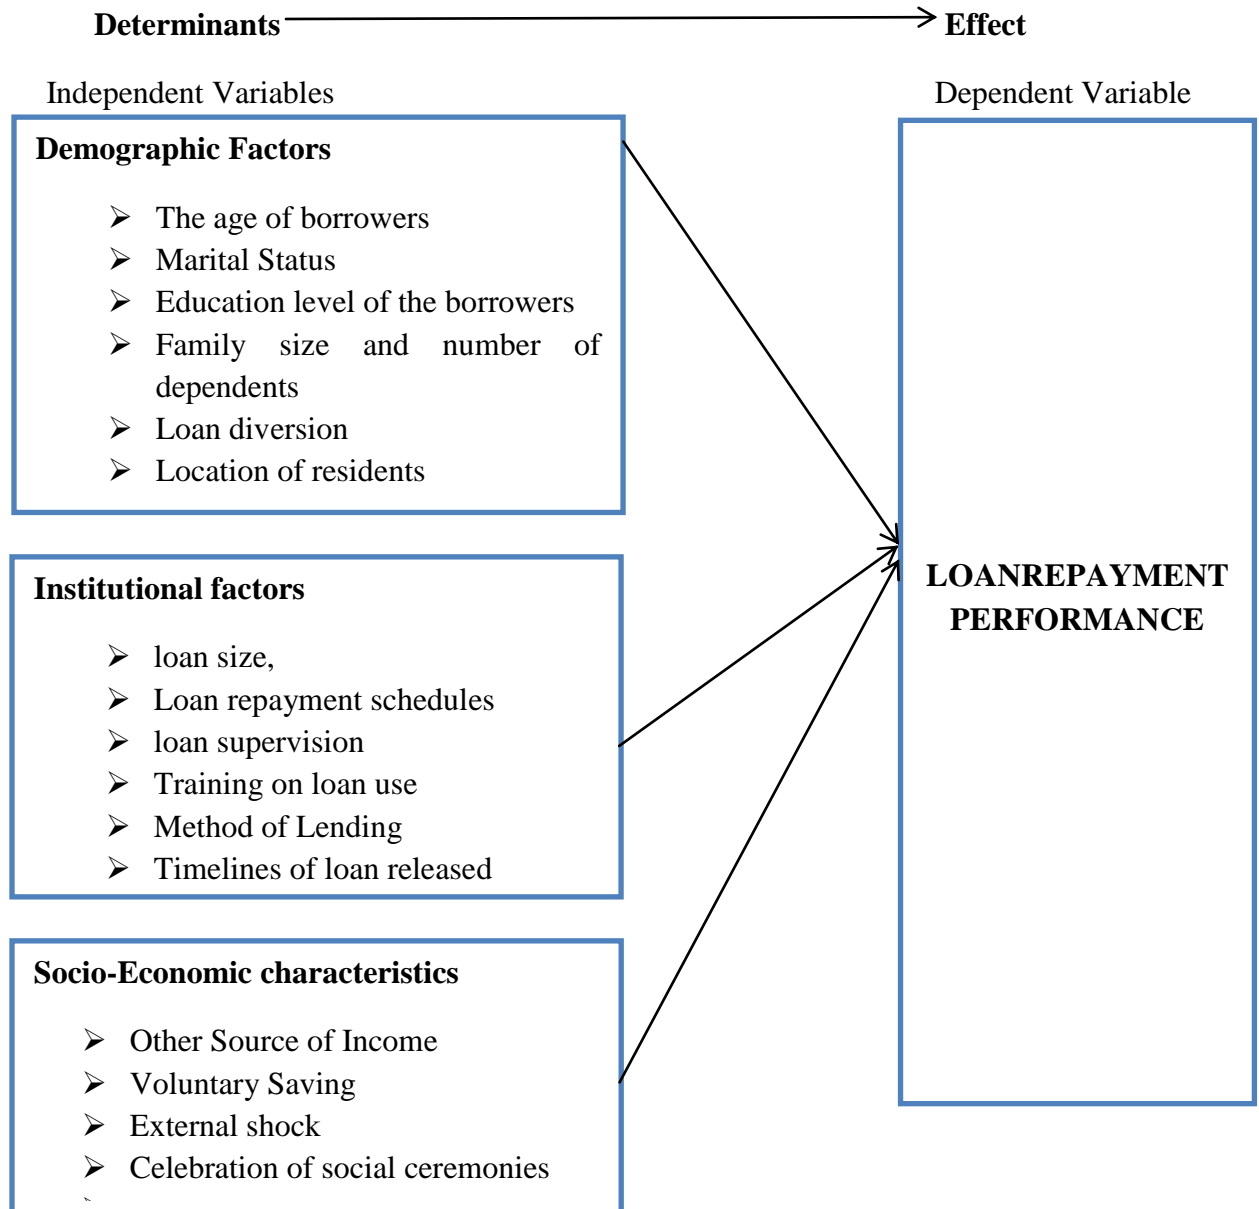 Determants
Effect
Independent Variables
Dependent Variable
Demographic Factors
➢ The age of borrowers
➢ Marital Status
➢ Education level of the borrowers
➢ Family size and number of
dependents
➢ Loan diversion
➢ Location of residents
Institutional factors
➢ loan size,
➢ Loan repayment schedules
➢ loan supervision
➢ Training on loan use
➢ Method of Lending
➢ Timelines of loan released
Socio-Economic characteristics
➢ Other Source of Income
➢ Voluntary Saving
➢ External shock
➢ Celebration of social ceremonies
LOANREPAYMENT
PERFORMANCE